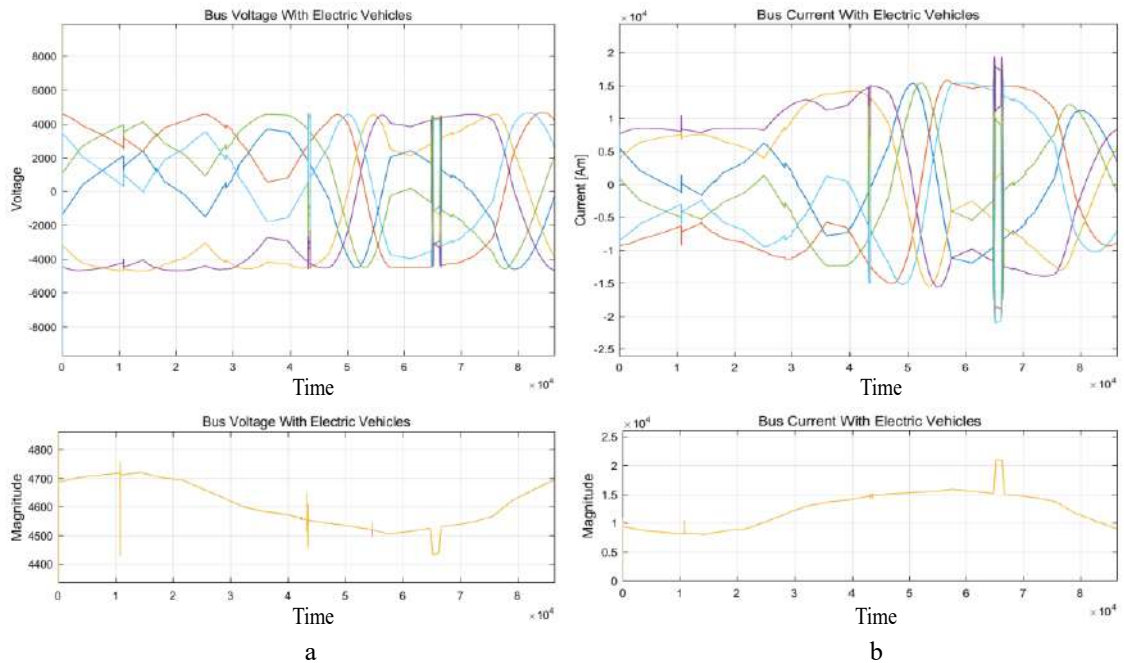 Bus Voltage With Electric Vehicles
8000
6000
4000
2000
0
-2000
-4000
-6000
-8000
Voltage
0 1 2 3 4 5 6 7 8
Time
× 10⁴
Bus Current With Electric Vehicles
× 10⁴
2
1.5
1
0.5
0
-0.5
-1
-1.5
-2
-2.5
Current [Am]
0 1 2 3 4 5 6 7 8
Time
× 10⁴
Bus Voltage With Electric Vehicles
4800
4700
4600
4500
4400
Magnitude
0 1 2 3 4 5 6 7 8
Time
× 10⁴
Bus Current With Electric Vehicles
× 10⁴
2.5
2
1.5
1
0.5
0
Magnitude
0 1 2 3 4 5 6 7 8
Time
× 10⁴
a
b